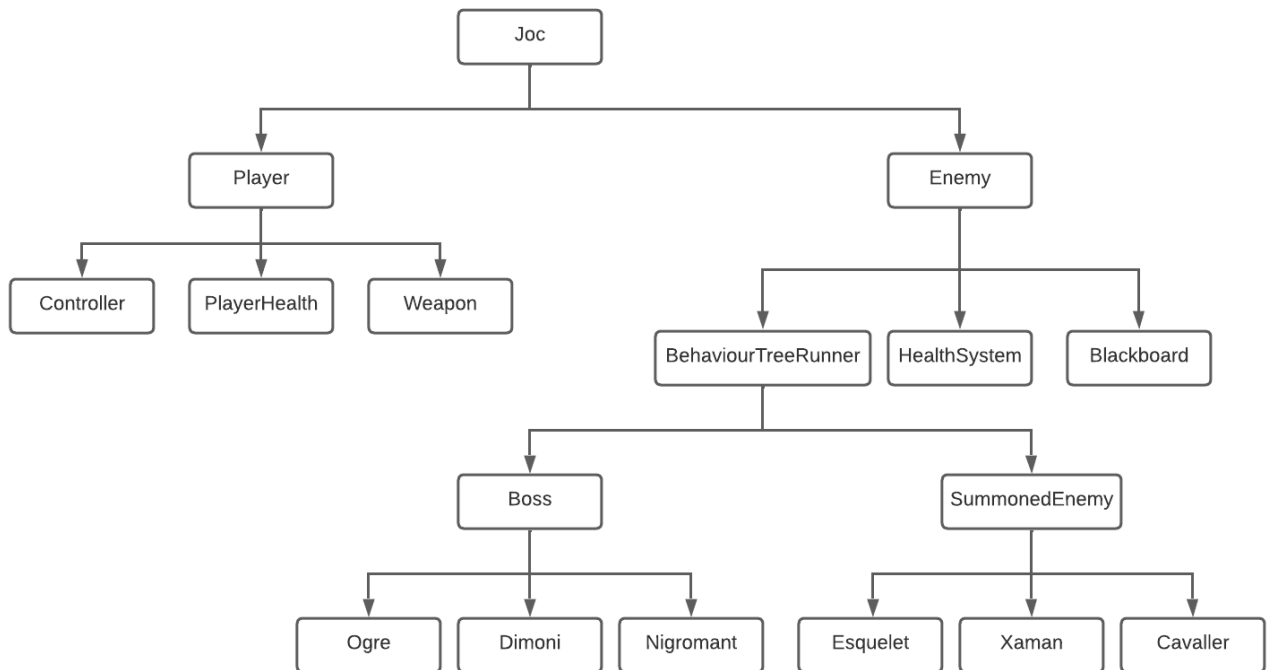 Joc
Player
Enemy
Controller
PlayerHealth
Weapon
BehaviourTreeRunner
HealthSystem
Blackboard
Boss
SummonedEnemy
Ogre
Dimoni
Nigromant
Esquelet
Xaman
Cavaller